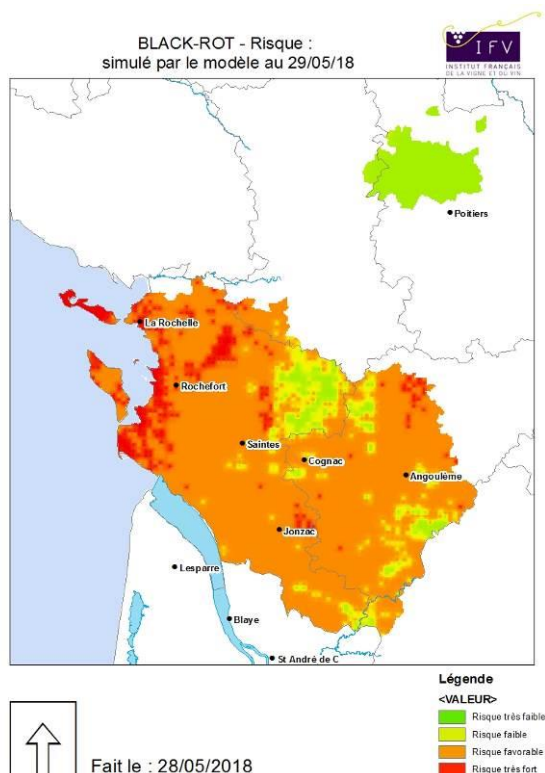 BLACK-ROT - Risque :
simulé par le modèle au 29/05/18
IFV
INSTITUT FRANÇAIS
DE LA VIGNE ET DU VIN
Poitiers
La Rochelle
Rochefort
Saintes
Cognac
Angoulème
Jonzac
Lesparre
Blaye
St André de C
Légende
<VALEUR>
Risque très faible
Risque faible
Risque favorable
Risque très fort
Fait le : 28/05/2018